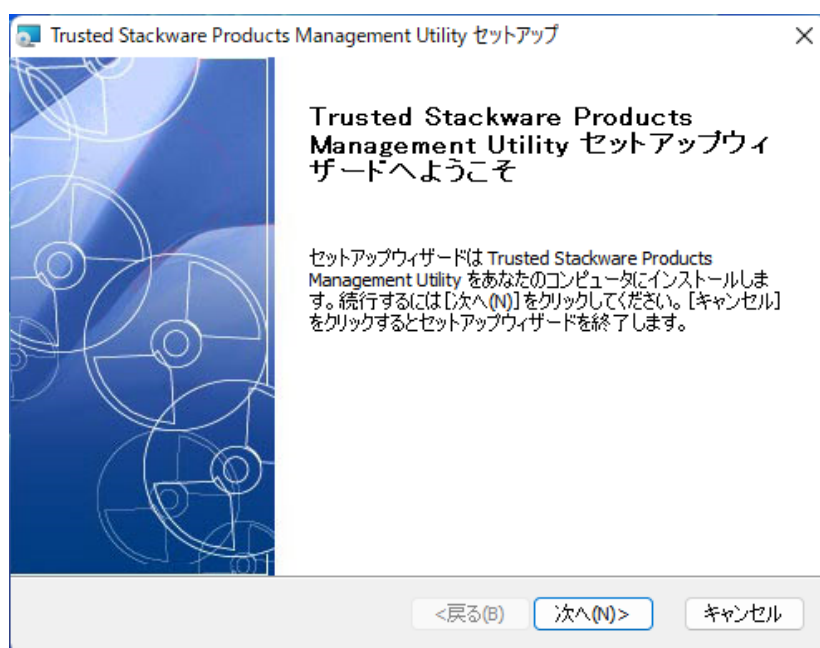 Trusted Stackware Products Management Utility セットアップ
Trusted Stackware Products
Management Utility セットアップウィ
ザードへようこそ
セットアップウィザードは Trusted Stackware Products
Management Utility をあなたのコンピュータにインストールしま
す。続行するには [次へ(N)] をクリックしてください。[キャンセル]
をクリックするとセットアップウィザードを終了します。
<戻る(B)
次へ(N)>
キャンセル